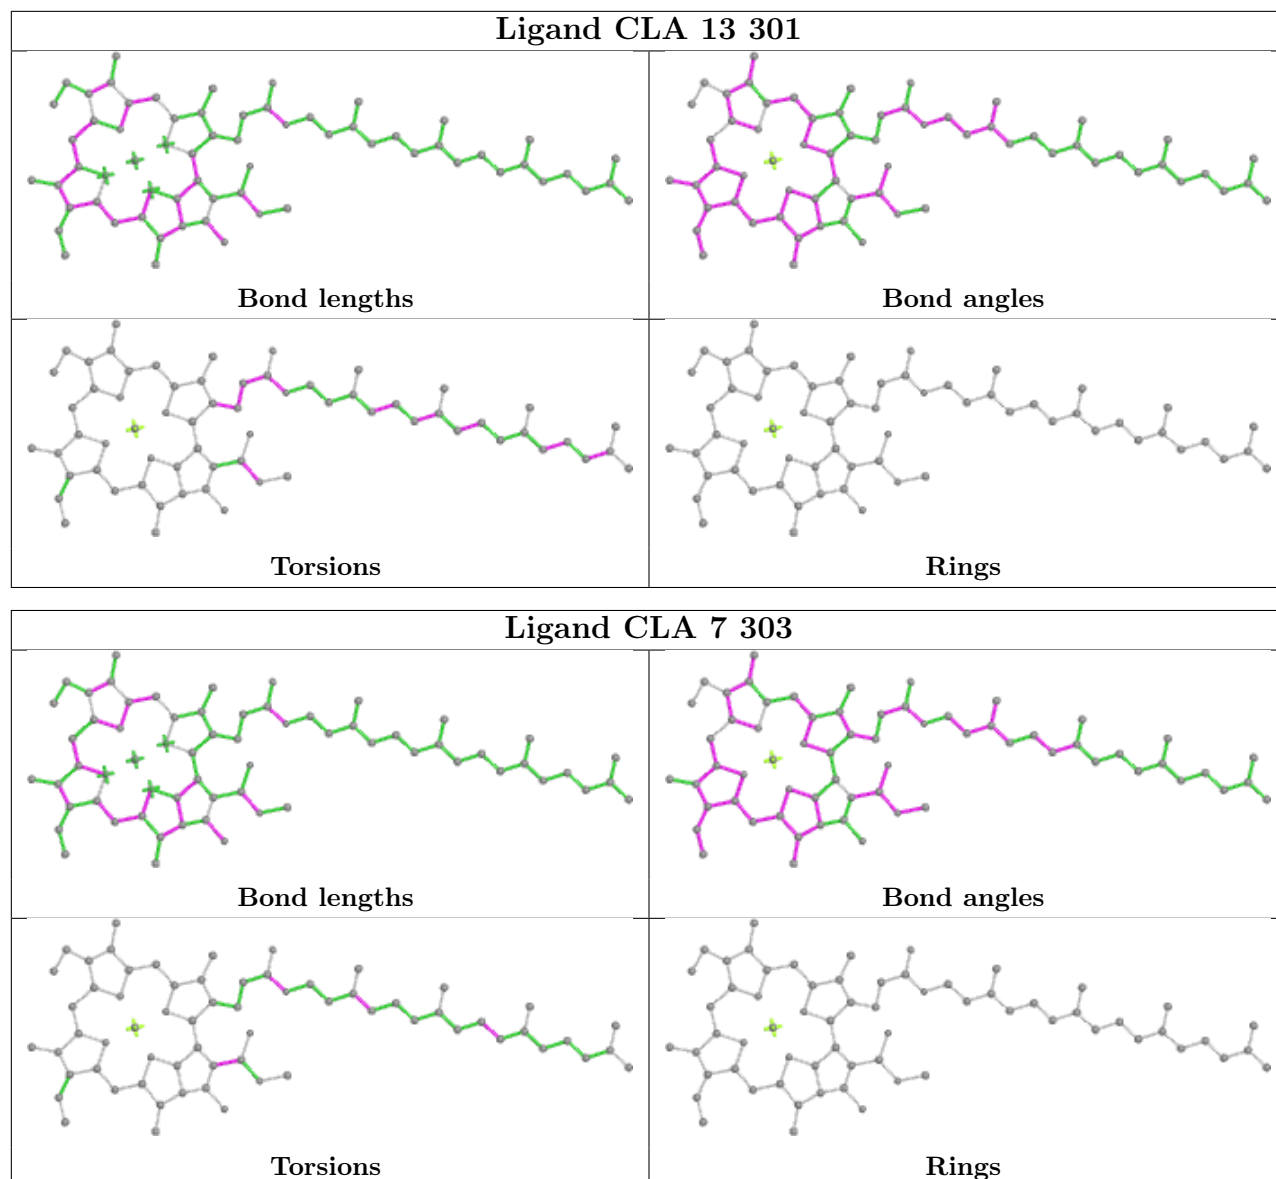 Ligand CLA 13 301
Bond lengths
Bond angles
Torsions
Rings
Ligand CLA 7 303
Bond lengths
Bond angles
Torsions
Rings